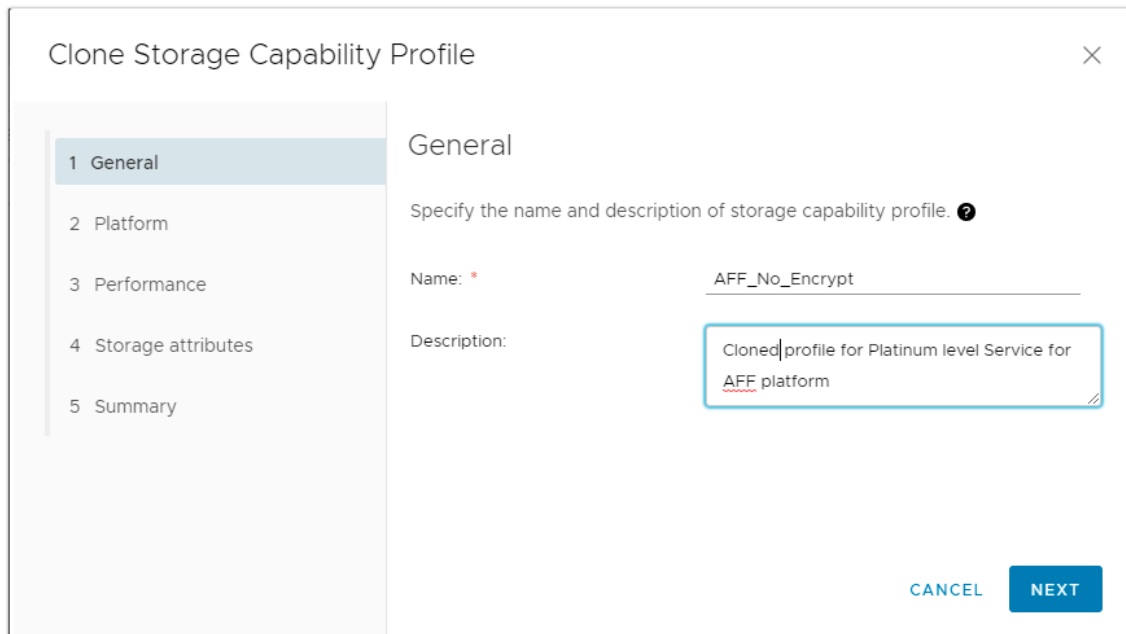 Clone Storage Capability Profile
1 General
2 Platform
3 Performance
4 Storage attributes
5 Summary
General
Specify the name and description of storage capability profile. ?
Name: * AFF_No_Encrypt
Description: Cloned profile for Platinum level Service for
AFF platform
CANCEL NEXT